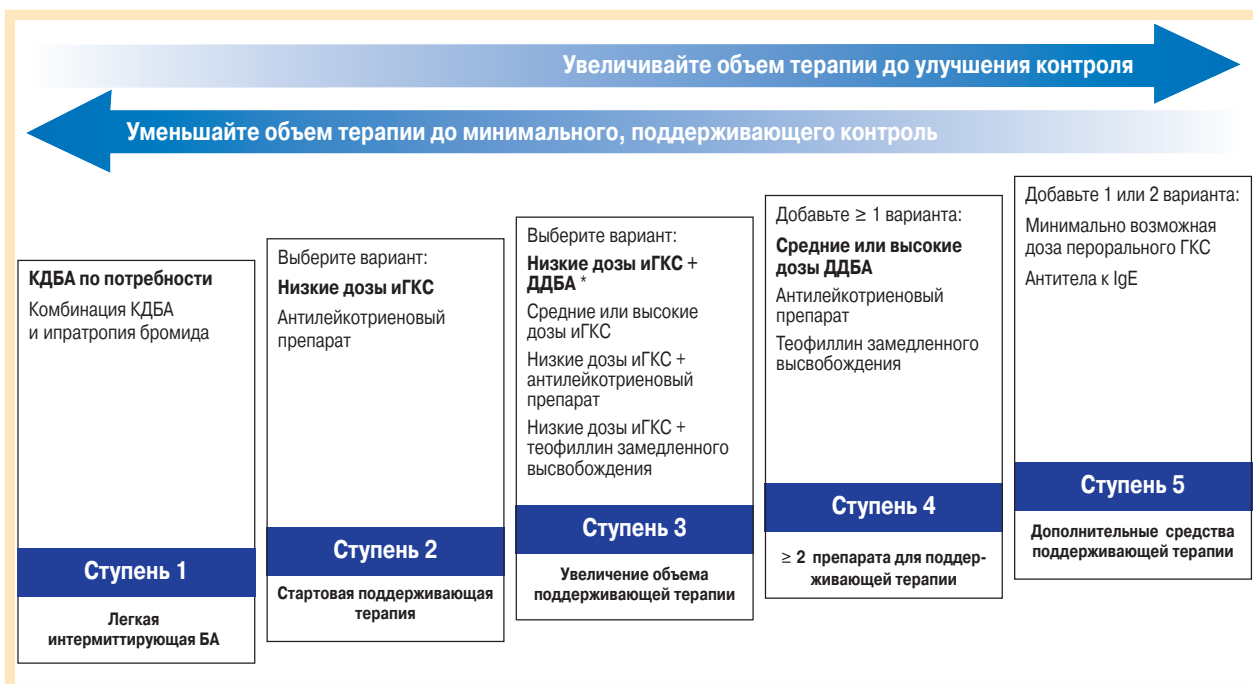 Увеличивайте объем терапии до улучшения контроля
Уменьшайте объем терапии до минимального, поддерживающего контроль
КДБА по потребности
Комбинация КДБА
и ипратропия бромида
Ступень 1
Легкая
интермиттирующая БА
Выберите вариант:
Низкие дозы иГКС
Антилейкотриеновый
препарат
Ступень 2
Стартовая поддерживающая
терапия
Выберите вариант:
Низкие дозы иГКС +
ДДБА *
Средние или высокие
дозы иГКС
Низкие дозы иГКС +
антилейкотриеновый
препарат
Низкие дозы иГКС +
теофиллин замедленного
высвобождения
Ступень 3
Увеличение объема
поддерживающей терапии
Добавьте ≥ 1 варианта:
Средние или высокие
дозы ДДБА
Антилейкотриеновый
препарат
Теофиллин замедленного
высвобождения
Ступень 4
≥ 2 препарата для поддер-
живающей терапии
Добавьте 1 или 2 варианта:
Минимально возможная
доза перорального ГКС
Антитела к IgE
Ступень 5
Дополнительные средства
поддерживающей терапии